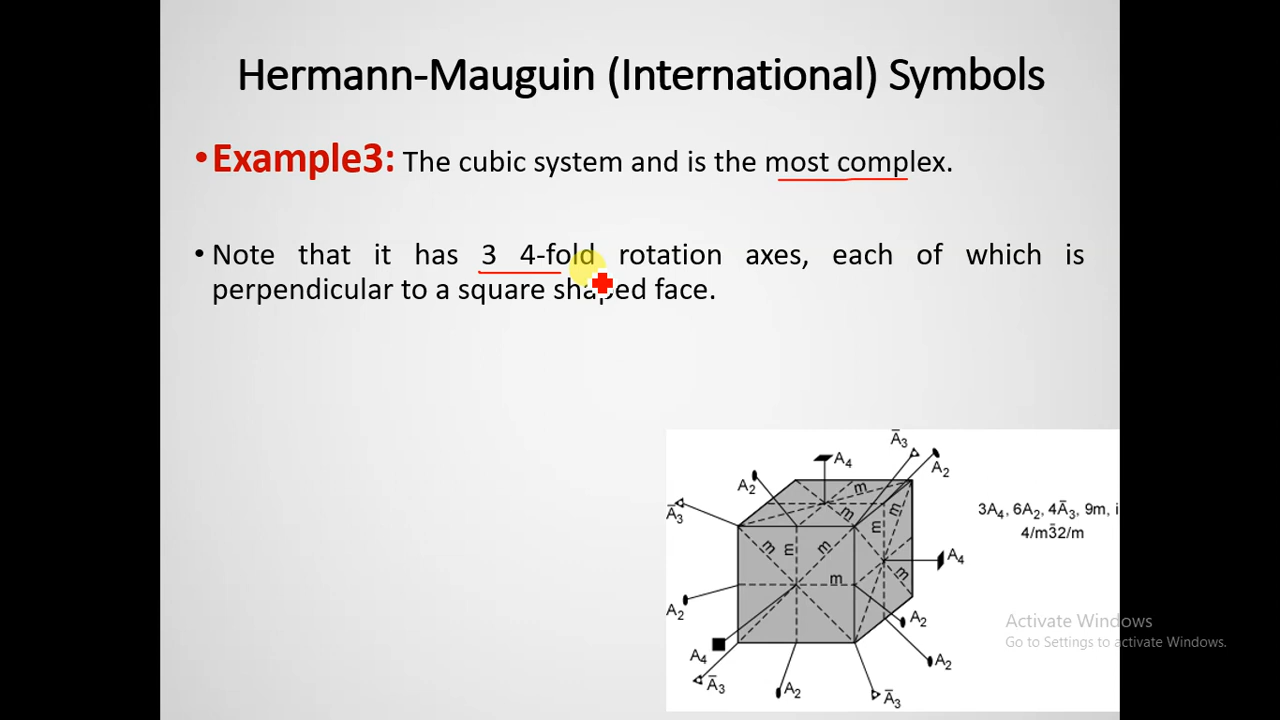 Hermann-Mauguin (International) Symbols
•Example3: The cubic system and is the most complex.
• Note that it has 3 4-fold rotation axes, each of which is
perpendicular to a square shaped face.
Ā3
A4
A2
A2
Ā3
m
m
m
3A4, 6A2, 4Ā3, 9m, i
4/m3̅2/m
m
m
m
m
A4
m
m
A2
A2
A4
A2
Ā3
A2
Ā3
Activate Windows
Go to Settings to activate Windows.